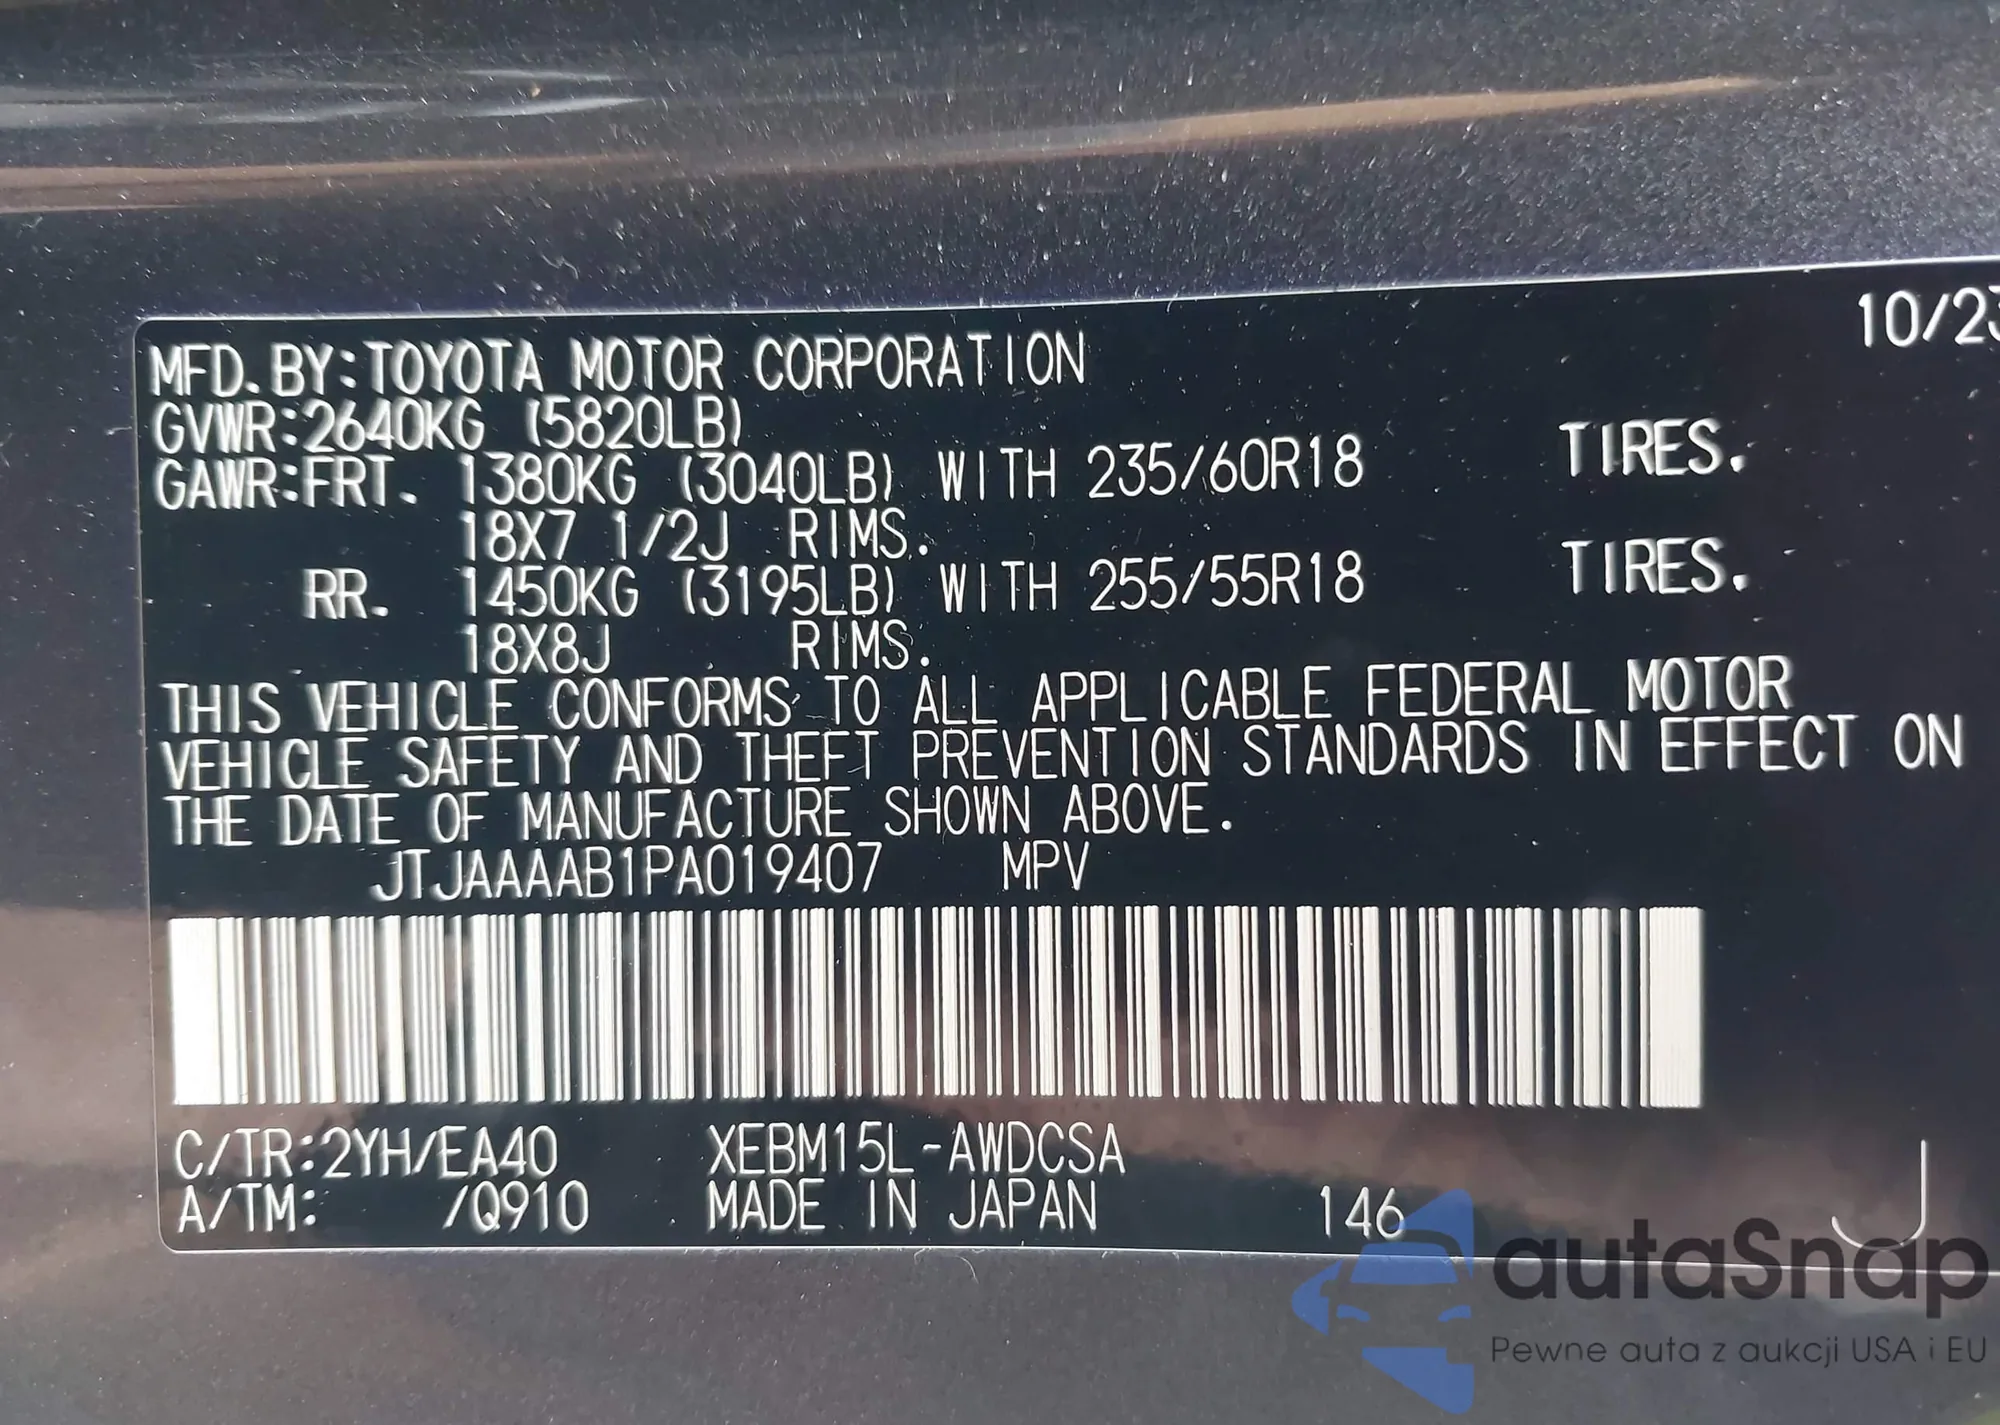 10/23
MFD. BY:TOYOTA MOTOR CORPORATION
GVWR:2640KG (5820LB)
GAWR:FRT. 1380KG (3040LB) WITH 235/60R18 TIRES.
18X7 1/2J RIMS.
RR. 1450KG (3195LB) WITH 255/55R18 TIRES.
18X8J RIMS.
THIS VEHICLE CONFORMS TO ALL APPLICABLE FEDERAL MOTOR
VEHICLE SAFETY AND THEFT PREVENTION STANDARDS IN EFFECT ON
THE DATE OF MANUFACTURE SHOWN ABOVE.
JTJAAAAB1PA019407 MPV
C/TR:2YH/EA40 XEBM15L-AWDCSA
A/TM: /Q910 MADE IN JAPAN 146 J
autaSnap
Pewne auta z aukcji USA i EU